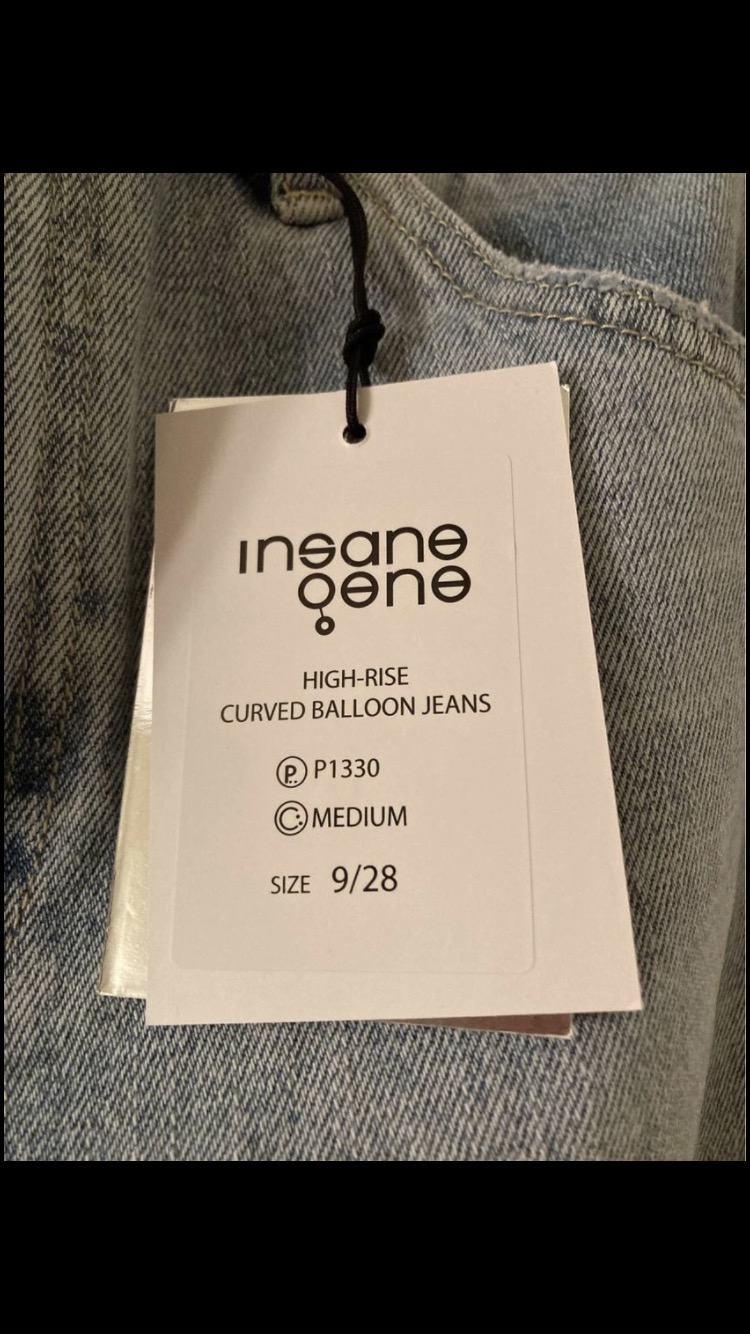 insane
gene
HIGH-RISE
CURVED BALLOON JEANS
P P1330
C MEDIUM
SIZE 9/28